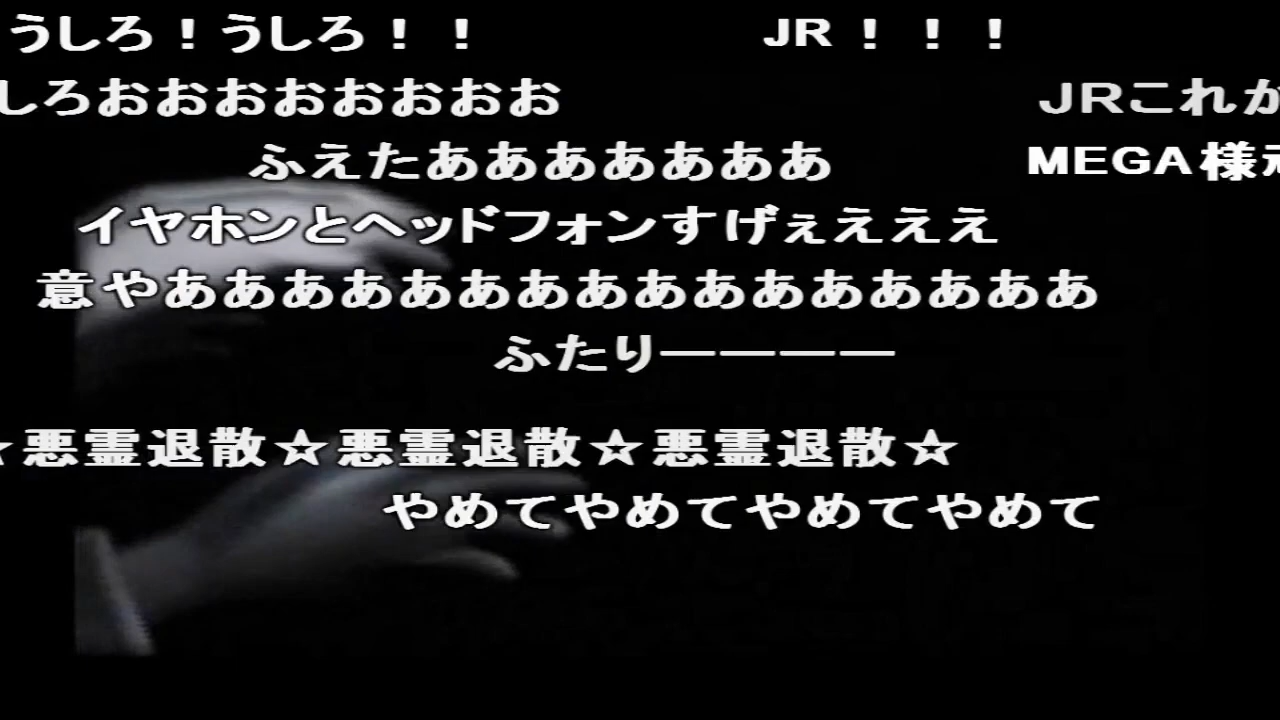 うしろ！うしろ！！ JR！！！
しろおおおおおおおお JRこれか
ふえたあああああああ MEGA様元
イヤホンとヘッドフォンすげぇえええ
意やああああああああああああああああ
ふたり――――
☆悪霊退散☆悪霊退散☆悪霊退散☆
やめてやめてやめてやめて